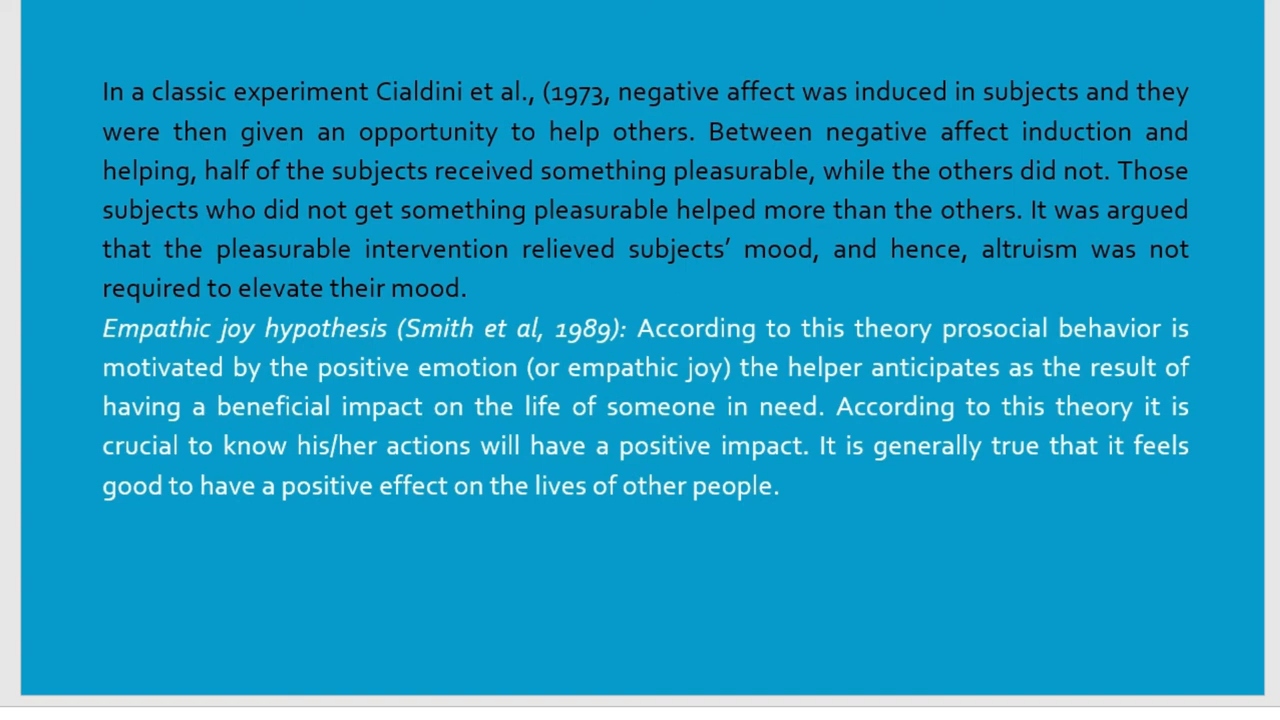 In a classic experiment Cialdini et al., (1973, negative affect was induced in subjects and they
were then given an opportunity to help others. Between negative affect induction and
helping, half of the subjects received something pleasurable, while the others did not. Those
subjects who did not get something pleasurable helped more than the others. It was argued
that the pleasurable intervention relieved subjects’ mood, and hence, altruism was not
required to elevate their mood.
Empathic joy hypothesis (Smith et al, 1989): According to this theory prosocial behavior is
motivated by the positive emotion (or empathic joy) the helper anticipates as the result of
having a beneficial impact on the life of someone in need. According to this theory it is
crucial to know his/her actions will have a positive impact. It is generally true that it feels
good to have a positive effect on the lives of other people.